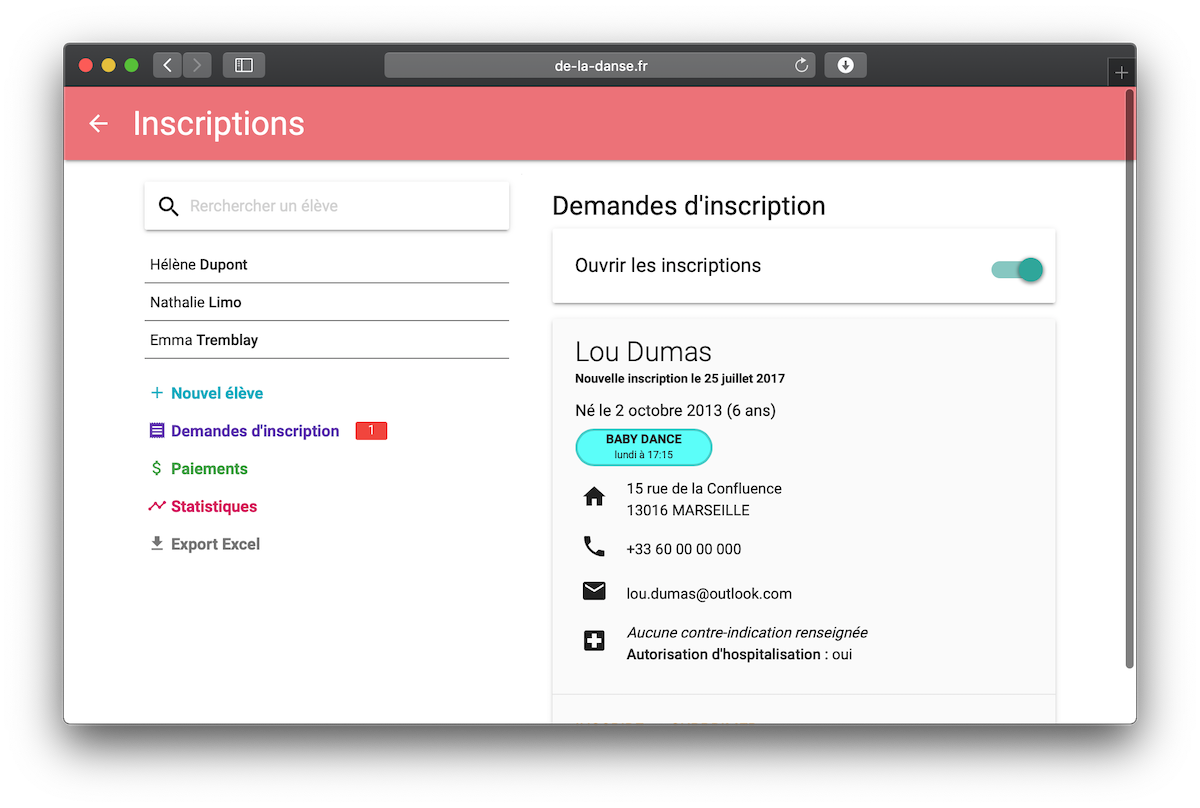 de-la-danse.fr
Inscriptions
Rerchercher un élève
Hélène Dupont
Nathalie Limo
Emma Tremblay
Nouvel élève
Demandes d'inscription 1
Paiements
Statistiques
Export Excel
Demandes d'inscription
Ouvrir les inscriptions
Lou Dumas
Nouvelle inscription le 25 juillet 2017
Né le 2 octobre 2013 (6 ans)
BABY DANCE
lundi à 17:15
15 rue de la Confluence
13016 MARSEILLE
+33 60 00 00 000
lou.dumas@outlook.com
Aucune contre-indication renseignée
Autorisation d'hospitalisation : oui